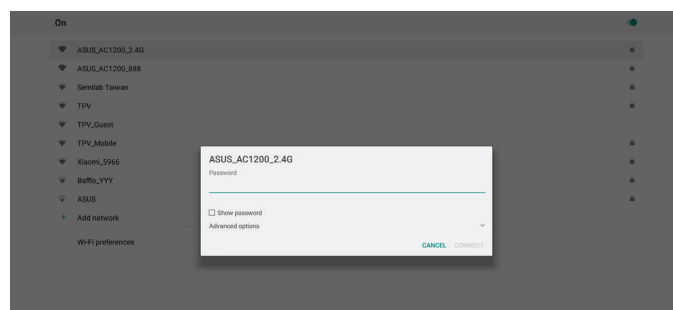 On
ASUS_AC1200_2.4G
ASUS_AC1200_888
Semilab Taiwan
TPV
TPV_Guest
TPV_Mobile
Xiaomi_5966
Bafflo_YYY
ASUS
Add network
Wi-Fi preferences
ASUS_AC1200_2.4G
Password
Show password
Advanced options
CANCEL CONNECT